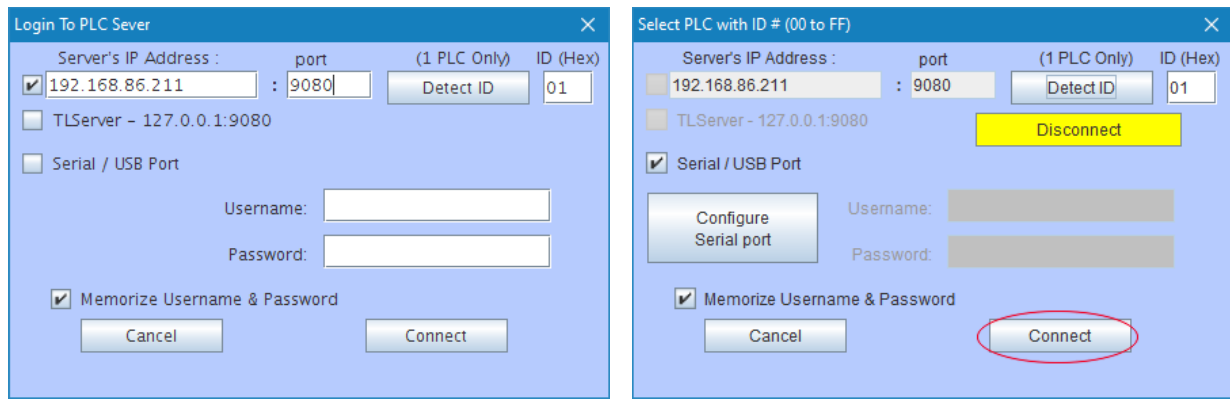 Login To PLC Sever
Server's IP Address : port (1 PLC Only) ID (Hex)
192.168.86.211 : 9080 Detect ID 01
TLServer – 127.0.0.1:9080
Serial / USB Port
Username:
Password:
Memorize Username & Password
Cancel Connect
Select PLC with ID # (00 to FF)
Server's IP Address : port (1 PLC Only) ID (Hex)
192.168.86.211 : 9080 Detect ID 01
TLServer - 127.0.0.1:9080
Disconnect
Serial / USB Port
Configure
Serial port
Username:
Password:
Memorize Username & Password
Cancel Connect